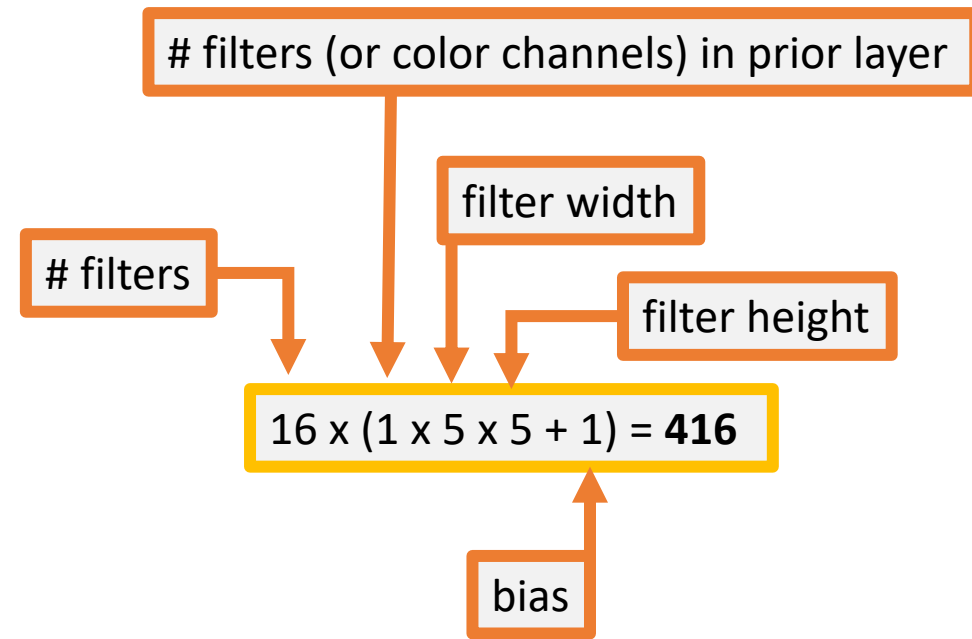 # filters (or color channels) in prior layer
filter width
# filters
filter height
16 x (1 x 5 x 5 + 1) = 416
bias